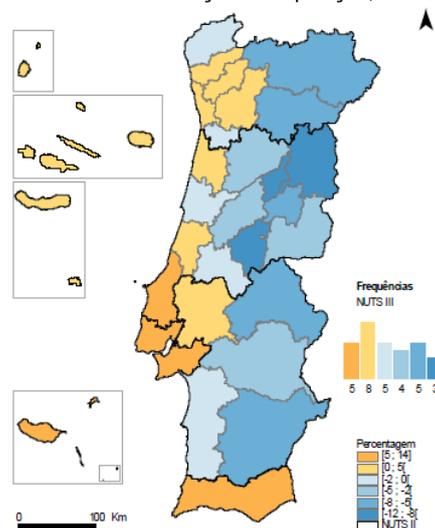 Frequências
NUTS III
5 8 5 4 5 3
Percentagem
[5 ; 14]
[0 ; 5[
[-2 ; 0[
[-5 ; -2[
[-8 ; -5[
[-12 ; -8[
NUTS II
0 100 Km